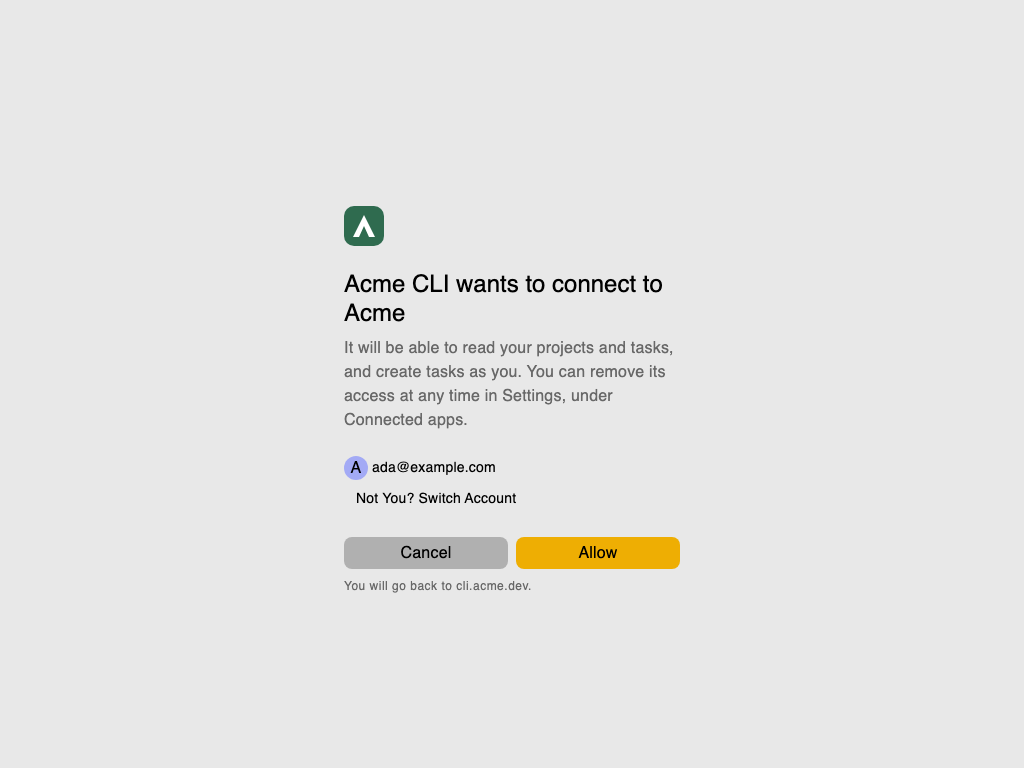 Acme CLI wants to connect to
Acme
It will be able to read your projects and tasks,
and create tasks as you. You can remove its
access at any time in Settings, under
Connected apps.
A ada@example.com
Not You? Switch Account
Cancel Allow
You will go back to cli.acme.dev.